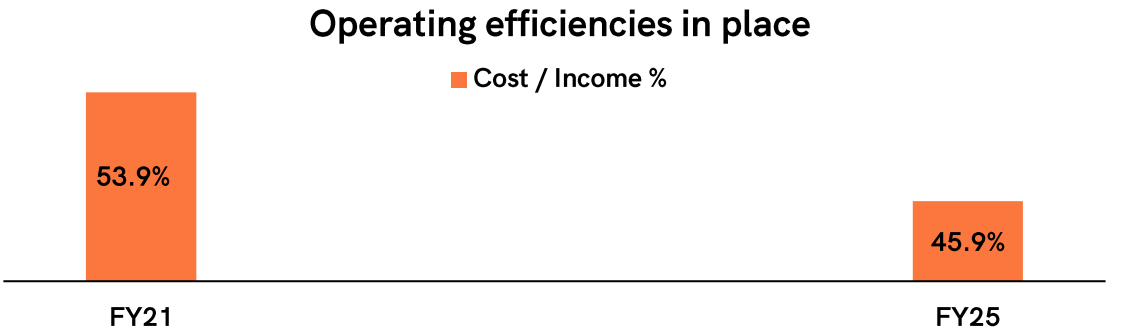 Operating efficiencies in place
Cost / Income %
53.9%
45.9%
FY21
FY25